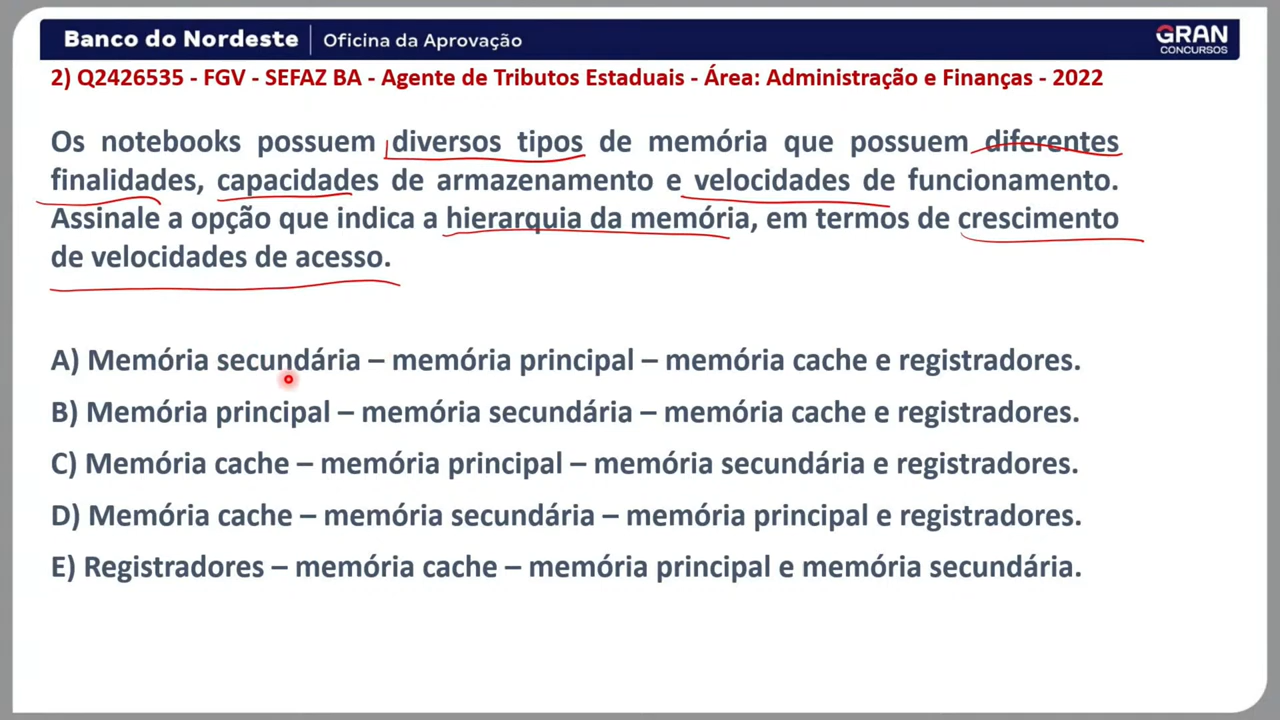 Banco do Nordeste | Oficina da Aprovação
GRAN
CONCURSOS
2) Q2426535 - FGV - SEFAZ BA - Agente de Tributos Estaduais - Área: Administração e Finanças - 2022
Os notebooks possuem diversos tipos de memória que possuem diferentes
finalidades, capacidades de armazenamento e velocidades de funcionamento.
Assinale a opção que indica a hierarquia da memória, em termos de crescimento
de velocidades de acesso.
A) Memória secundária – memória principal – memória cache e registradores.
B) Memória principal – memória secundária – memória cache e registradores.
C) Memória cache – memória principal – memória secundária e registradores.
D) Memória cache – memória secundária – memória principal e registradores.
E) Registradores – memória cache – memória principal e memória secundária.